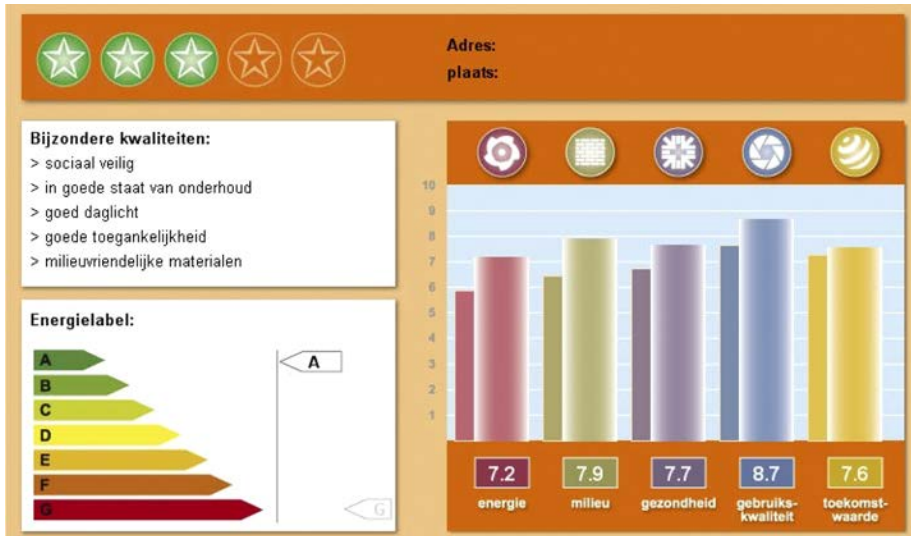 Adres:
plaats:
Bijzondere kwaliteiten:
> sociaal veilig
> in goede staat van onderhoud
> goed daglicht
> goede toegankelijkheid
> milieuvriendelijke materialen
Energielabel:
A
B
C
D
E
F
G
A
G
10
9
8
7
6
5
4
3
2
1
7.2
7.9
7.7
8.7
7.6
energie
milieu
gezondheid
gebruiks-
kwaliteit
toekomst-
waarde